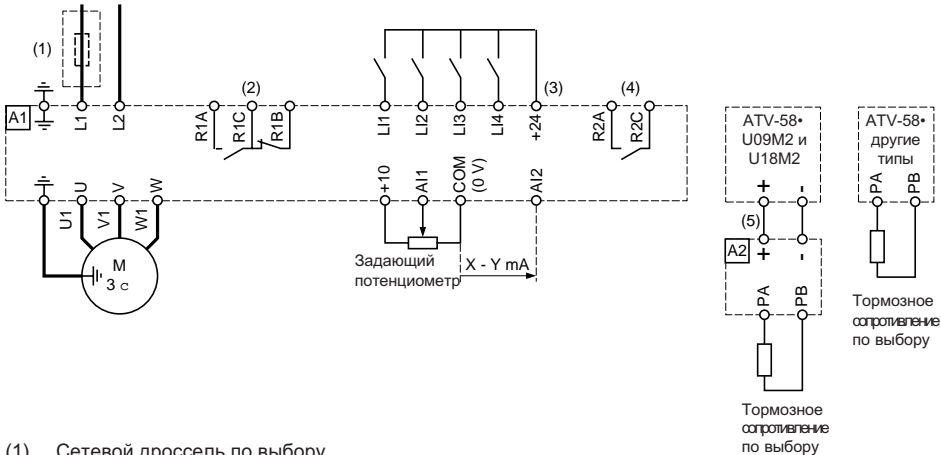 (1)
(2)
(3)
(4)
A1
L1
L2
R1A
R1C
R1B
LI1
LI2
LI3
LI4
+24
R2A
R2C
U
V
W
+10
AI1
COM
(0 V)
AI2
U1
V1
W1
M
3 c
Задающий
потенциометр
X - Y mA
ATV-58•
U09M2 и
U18M2
+ -
(5)
A2
+ -
PA
PB
Тормозное
сопротивление
по выбору
ATV-58•
другие
типы
PA
PB
Тормозное
сопротивление
по выбору
(1) Сетевой дроссель по выбору